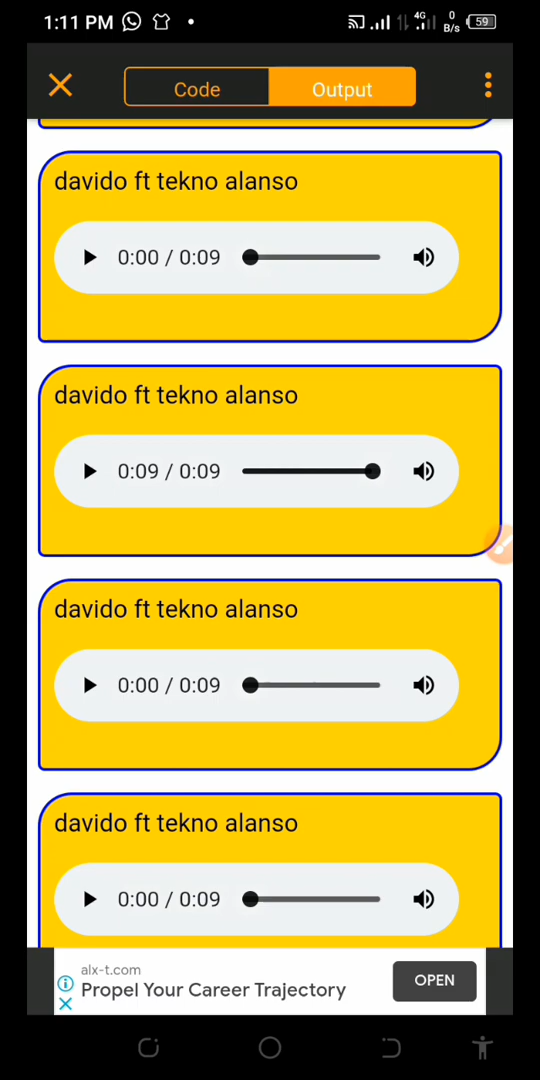 1:11 PM
4G
0
B/s
59
Code
Output
davido ft tekno alanso
0:00 / 0:09
davido ft tekno alanso
0:09 / 0:09
davido ft tekno alanso
0:00 / 0:09
davido ft tekno alanso
0:00 / 0:09
alx-t.com
Propel Your Career Trajectory
OPEN